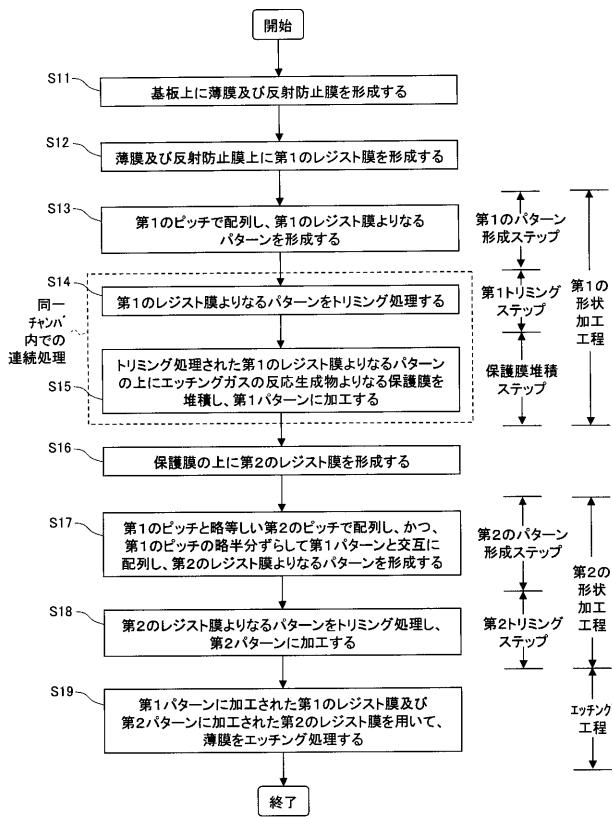 開始
S11
基板上に薄膜及び反射防止膜を形成する
S12
薄膜及び反射防止膜上に第1のレジスト膜を形成する
S13
第1のピッチで配列し、第1のレジスト膜よりなる
パターンを形成する
第1のパターン
形成ステップ
S14
第1のレジスト膜よりなるパターンをトリミング処理する
第1トリミング
ステップ
第1の
形状
加工
工程
同一
チャンバ
内での
連続処理
S15
トリミング処理された第1のレジスト膜よりなるパターン
の上にエッチングガスの反応生成物よりなる保護膜を
堆積し、第1パターンに加工する
保護膜堆積
ステップ
S16
保護膜の上に第2のレジスト膜を形成する
S17
第1のピッチと略等しい第2のピッチで配列し、かつ、
第1のピッチの略半分ずらして第1パターンと交互に
配列し、第2のレジスト膜よりなるパターンを形成する
第2のパターン
形成ステップ
第2の
形状
加工
工程
S18
第2のレジスト膜よりなるパターンをトリミング処理し、
第2パターンに加工する
第2トリミング
ステップ
S19
第1パターンに加工された第1のレジスト膜及び
第2パターンに加工された第2のレジスト膜を用いて、
薄膜をエッチング処理する
エッチング
工程
終了